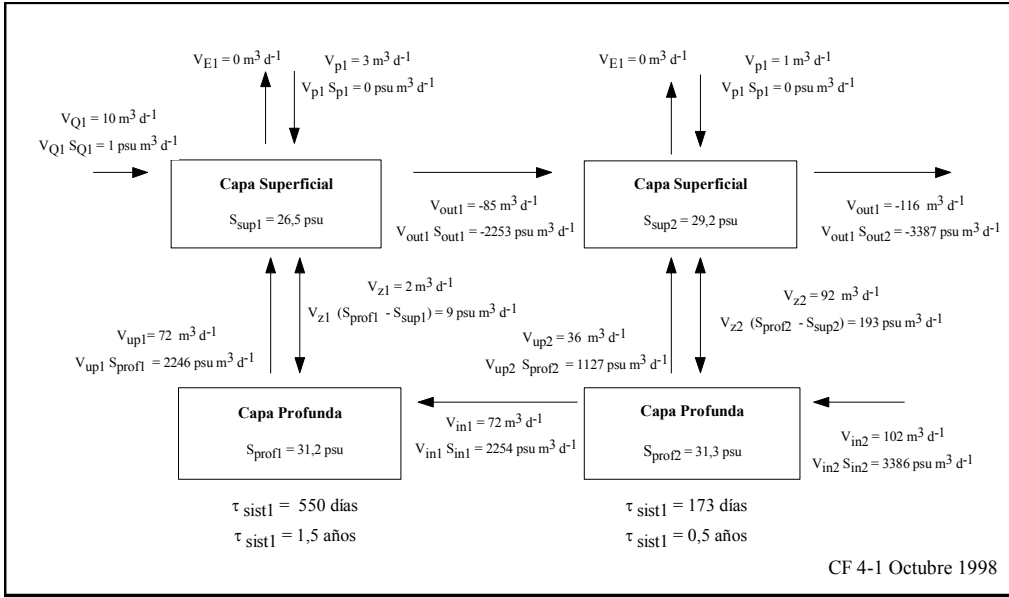 V_E1 = 0 m³ d⁻¹
V_p1 = 3 m³ d⁻¹
V_p1 S_p1 = 0 psu m³ d⁻¹
V_E1 = 0 m³ d⁻¹
V_p1 = 1 m³ d⁻¹
V_p1 S_p1 = 0 psu m³ d⁻¹
V_Q1 = 10 m³ d⁻¹
V_Q1 S_Q1 = 1 psu m³ d⁻¹
Capa Superficial
S_sup1 = 26,5 psu
V_out1 = -85 m³ d⁻¹
V_out1 S_out1 = -2253 psu m³ d⁻¹
Capa Superficial
S_sup2 = 29,2 psu
V_out1 = -116 m³ d⁻¹
V_out1 S_out2 = -3387 psu m³ d⁻¹
V_up1 = 72 m³ d⁻¹
V_up1 S_prof1 = 2246 psu m³ d⁻¹
V_z1 = 2 m³ d⁻¹
V_z1 (S_prof1 - S_sup1) = 9 psu m³ d⁻¹
V_up2 = 36 m³ d⁻¹
V_up2 S_prof2 = 1127 psu m³ d⁻¹
V_z2 = 92 m³ d⁻¹
V_z2 (S_prof2 - S_sup2) = 193 psu m³ d⁻¹
Capa Profunda
S_prof1 = 31,2 psu
V_in1 = 72 m³ d⁻¹
V_in1 S_in1 = 2254 psu m³ d⁻¹
Capa Profunda
S_prof2 = 31,3 psu
V_in2 = 102 m³ d⁻¹
V_in2 S_in2 = 3386 psu m³ d⁻¹
τ sist1 = 550 días
τ sist1 = 1,5 años
τ sist1 = 173 días
τ sist1 = 0,5 años
CF 4-1 Octubre 1998